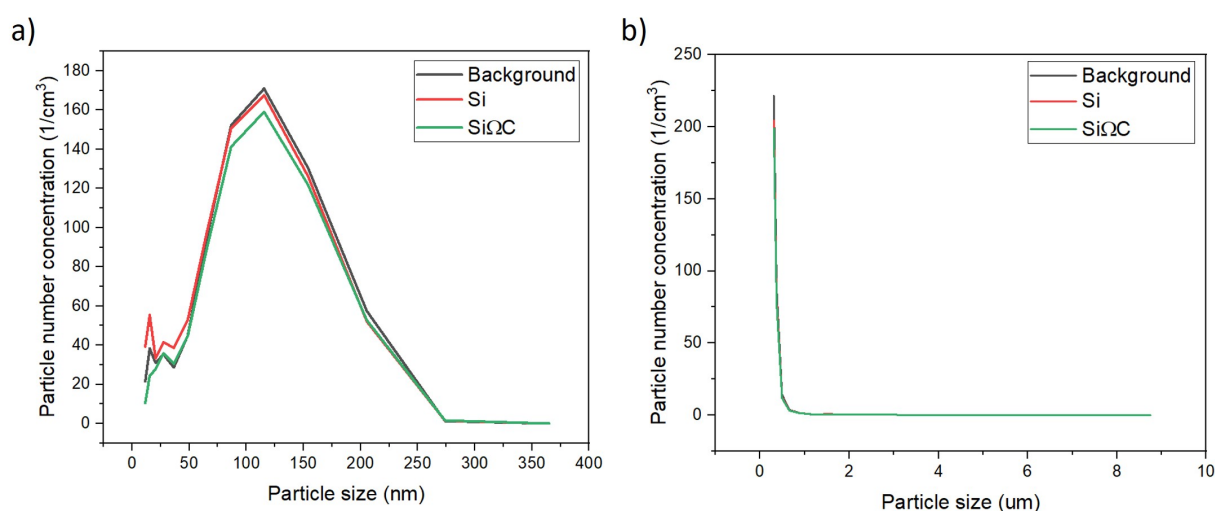 a)
180
160
140
120
100
80
60
40
20
0
Particle number concentration (1/cm³)
Background
Si
SiΩC
0 50 100 150 200 250 300 350 400
Particle size (nm)
b)
250
200
150
100
50
0
Particle number concentration (1/cm³)
Background
Si
SiΩC
0 2 4 6 8 10
Particle size (um)